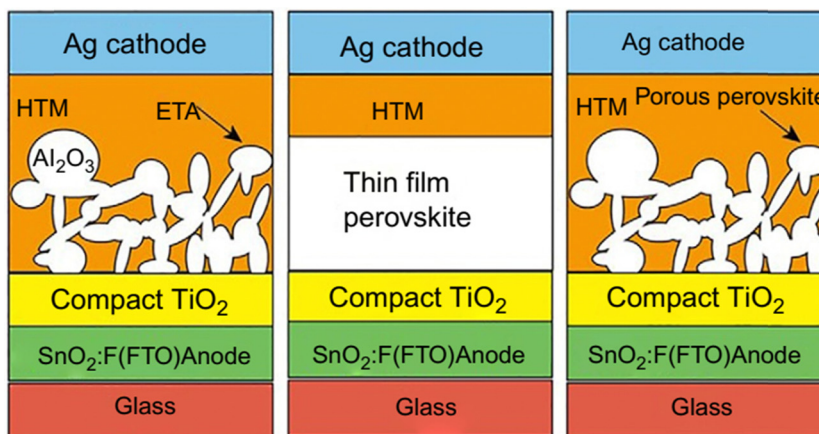 Ag cathode
HTM
ETA
Al₂O₃
Compact TiO₂
SnO₂:F(FTO)Anode
Glass
Ag cathode
HTM
Thin film
perovskite
Compact TiO₂
SnO₂:F(FTO)Anode
Glass
Ag cathode
HTM
Porous perovskite
Compact TiO₂
SnO₂:F(FTO)Anode
Glass